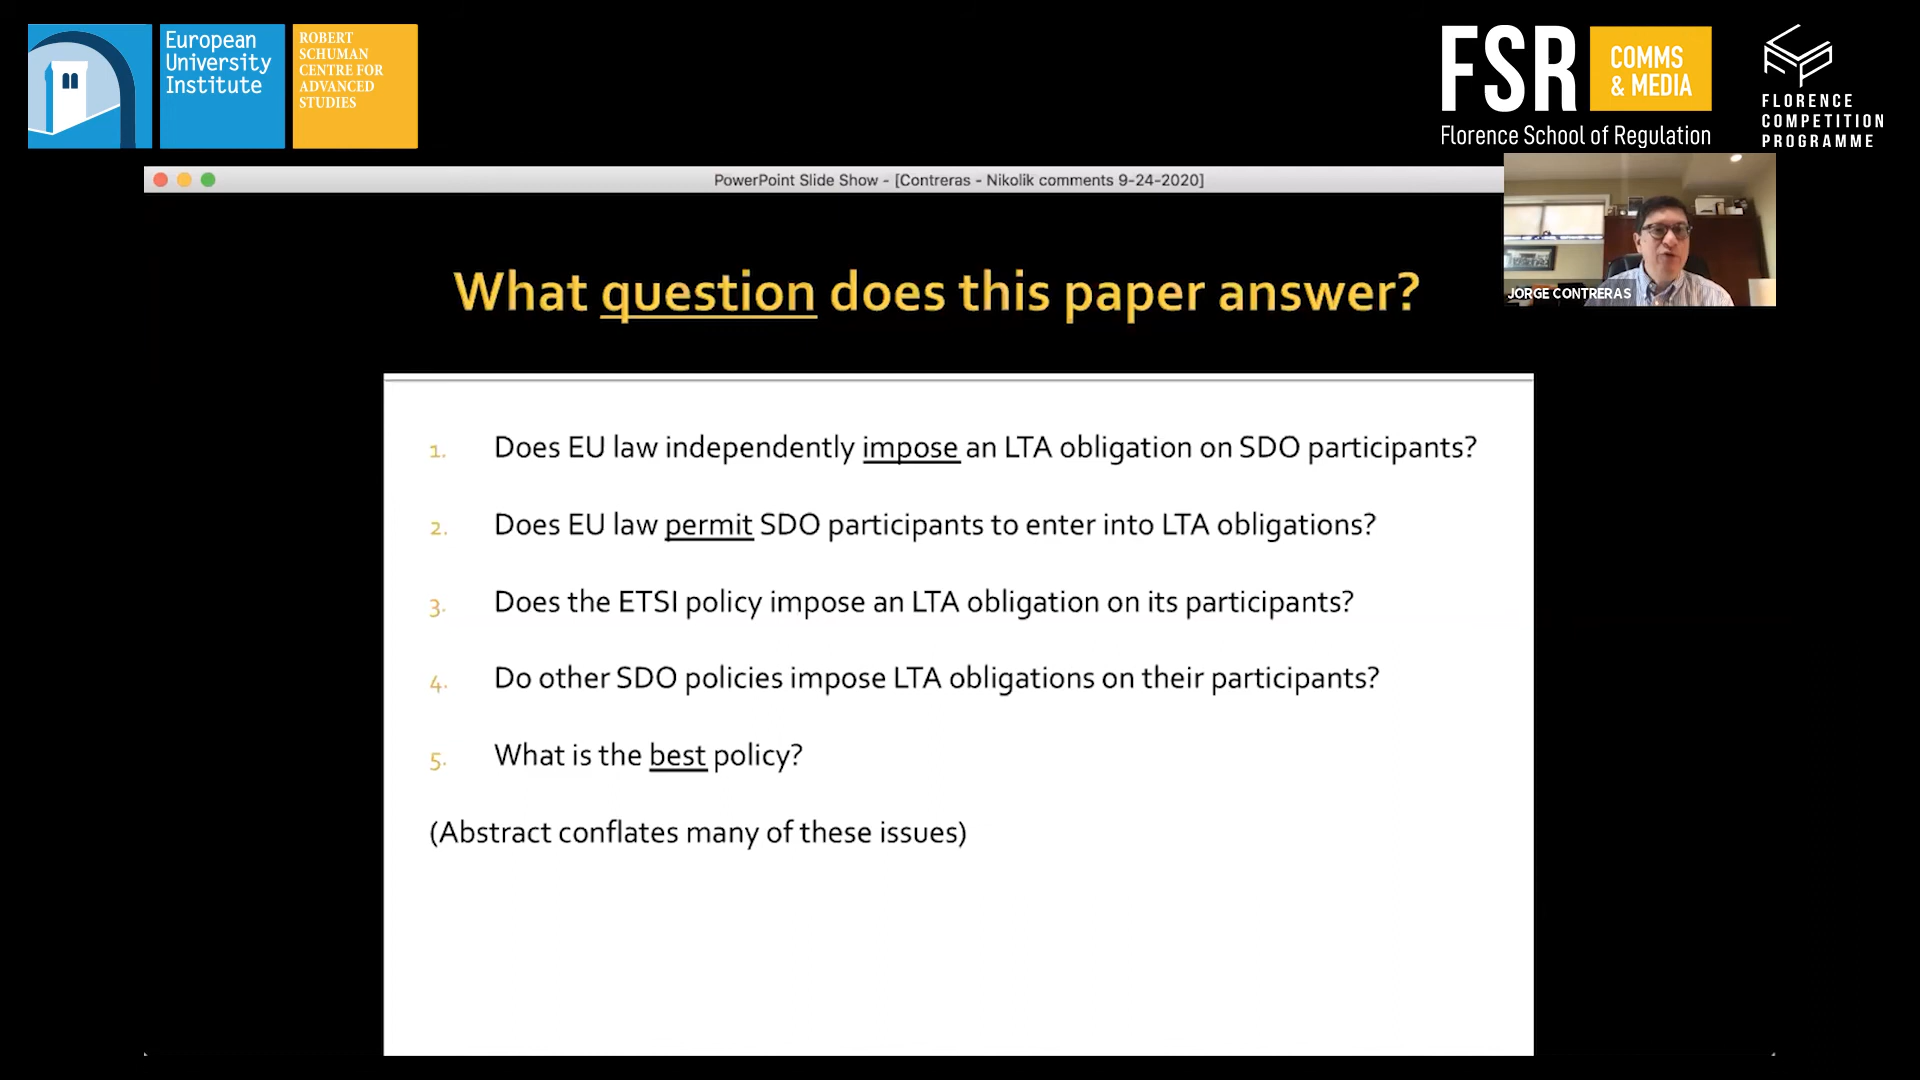 European
University
Institute
ROBERT
SCHUMAN
CENTRE FOR
ADVANCED
STUDIES
FSR
COMMS
& MEDIA
Florence School of Regulation
FLORENCE
COMPETITION
PROGRAMME
PowerPoint Slide Show - [Contreras - Nikolik comments 9-24-2020]
JORGE CONTRERAS
What question does this paper answer?
1. Does EU law independently impose an LTA obligation on SDO participants?
2. Does EU law permit SDO participants to enter into LTA obligations?
3. Does the ETSI policy impose an LTA obligation on its participants?
4. Do other SDO policies impose LTA obligations on their participants?
5. What is the best policy?
(Abstract conflates many of these issues)